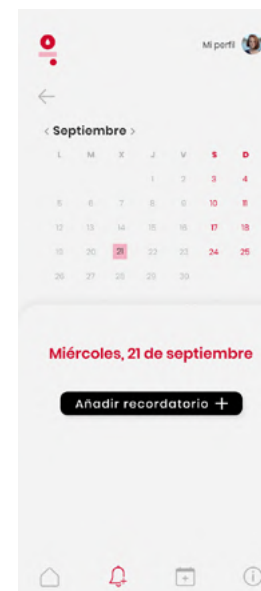 Mi perfil
< Septiembre >
L M X J V S D
1 2 3 4
5 6 7 8 9 10 11
12 13 14 15 16 17 18
19 20 21 22 23 24 25
26 27 28 29 30
Miércoles, 21 de septiembre
Añadir recordatorio +